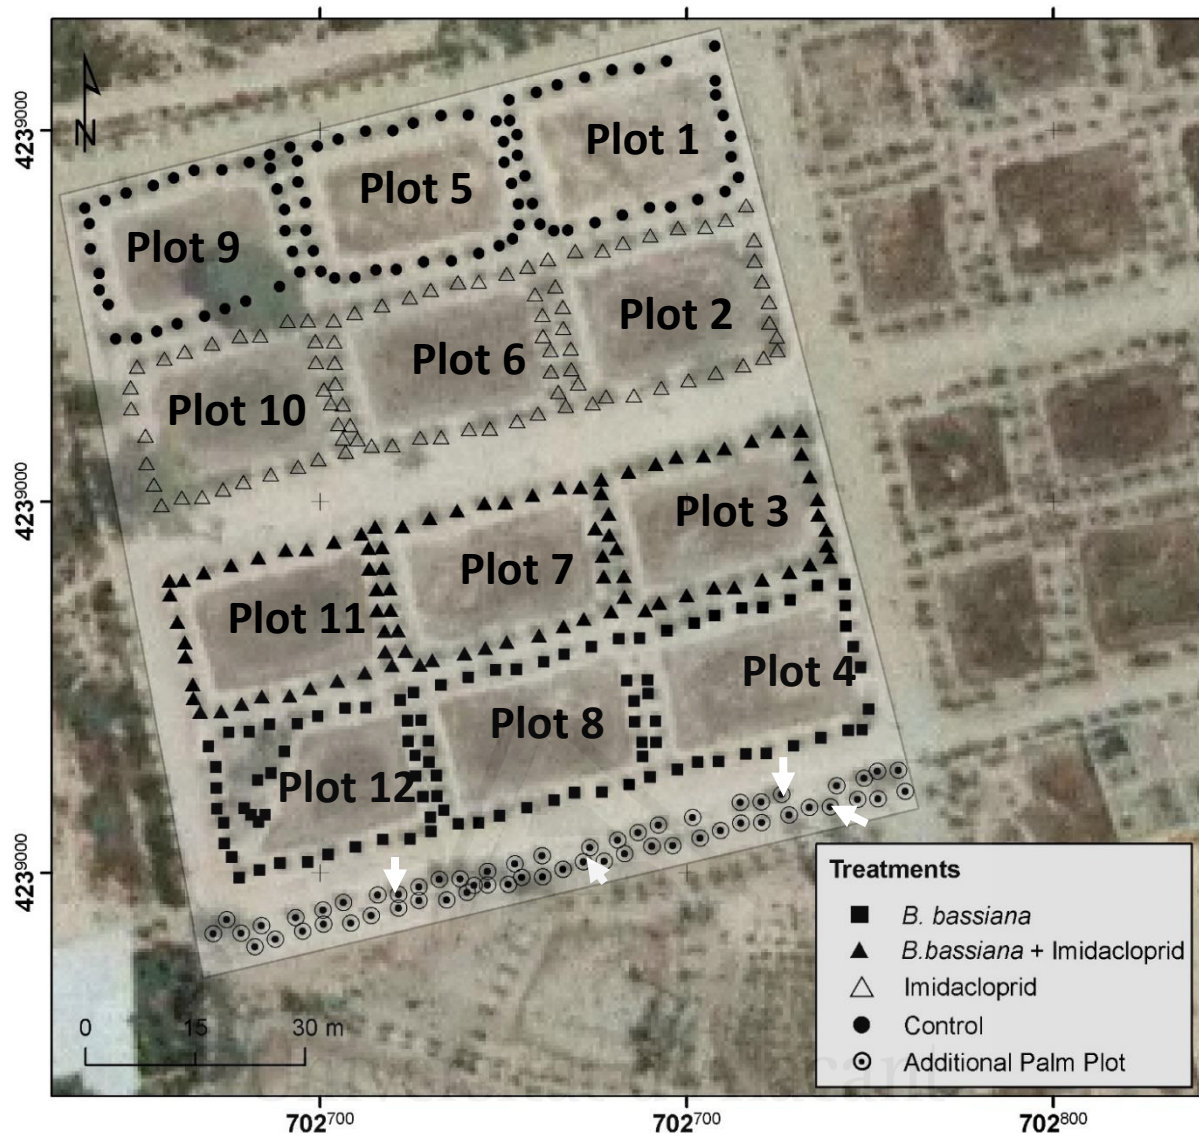 N
4239000
4239000
4239000
Plot 1
Plot 5
Plot 9
Plot 2
Plot 6
Plot 10
Plot 3
Plot 7
Plot 11
Plot 4
Plot 8
Plot 12
0 15 30 m
Treatments
B. bassiana
B.bassiana + Imidacloprid
Imidacloprid
Control
Additional Palm Plot
702700 702700 702800